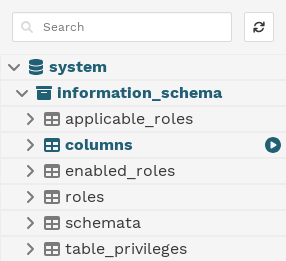 Search
system
information_schema
applicable_roles
columns
enabled_roles
roles
schemata
table_privileges